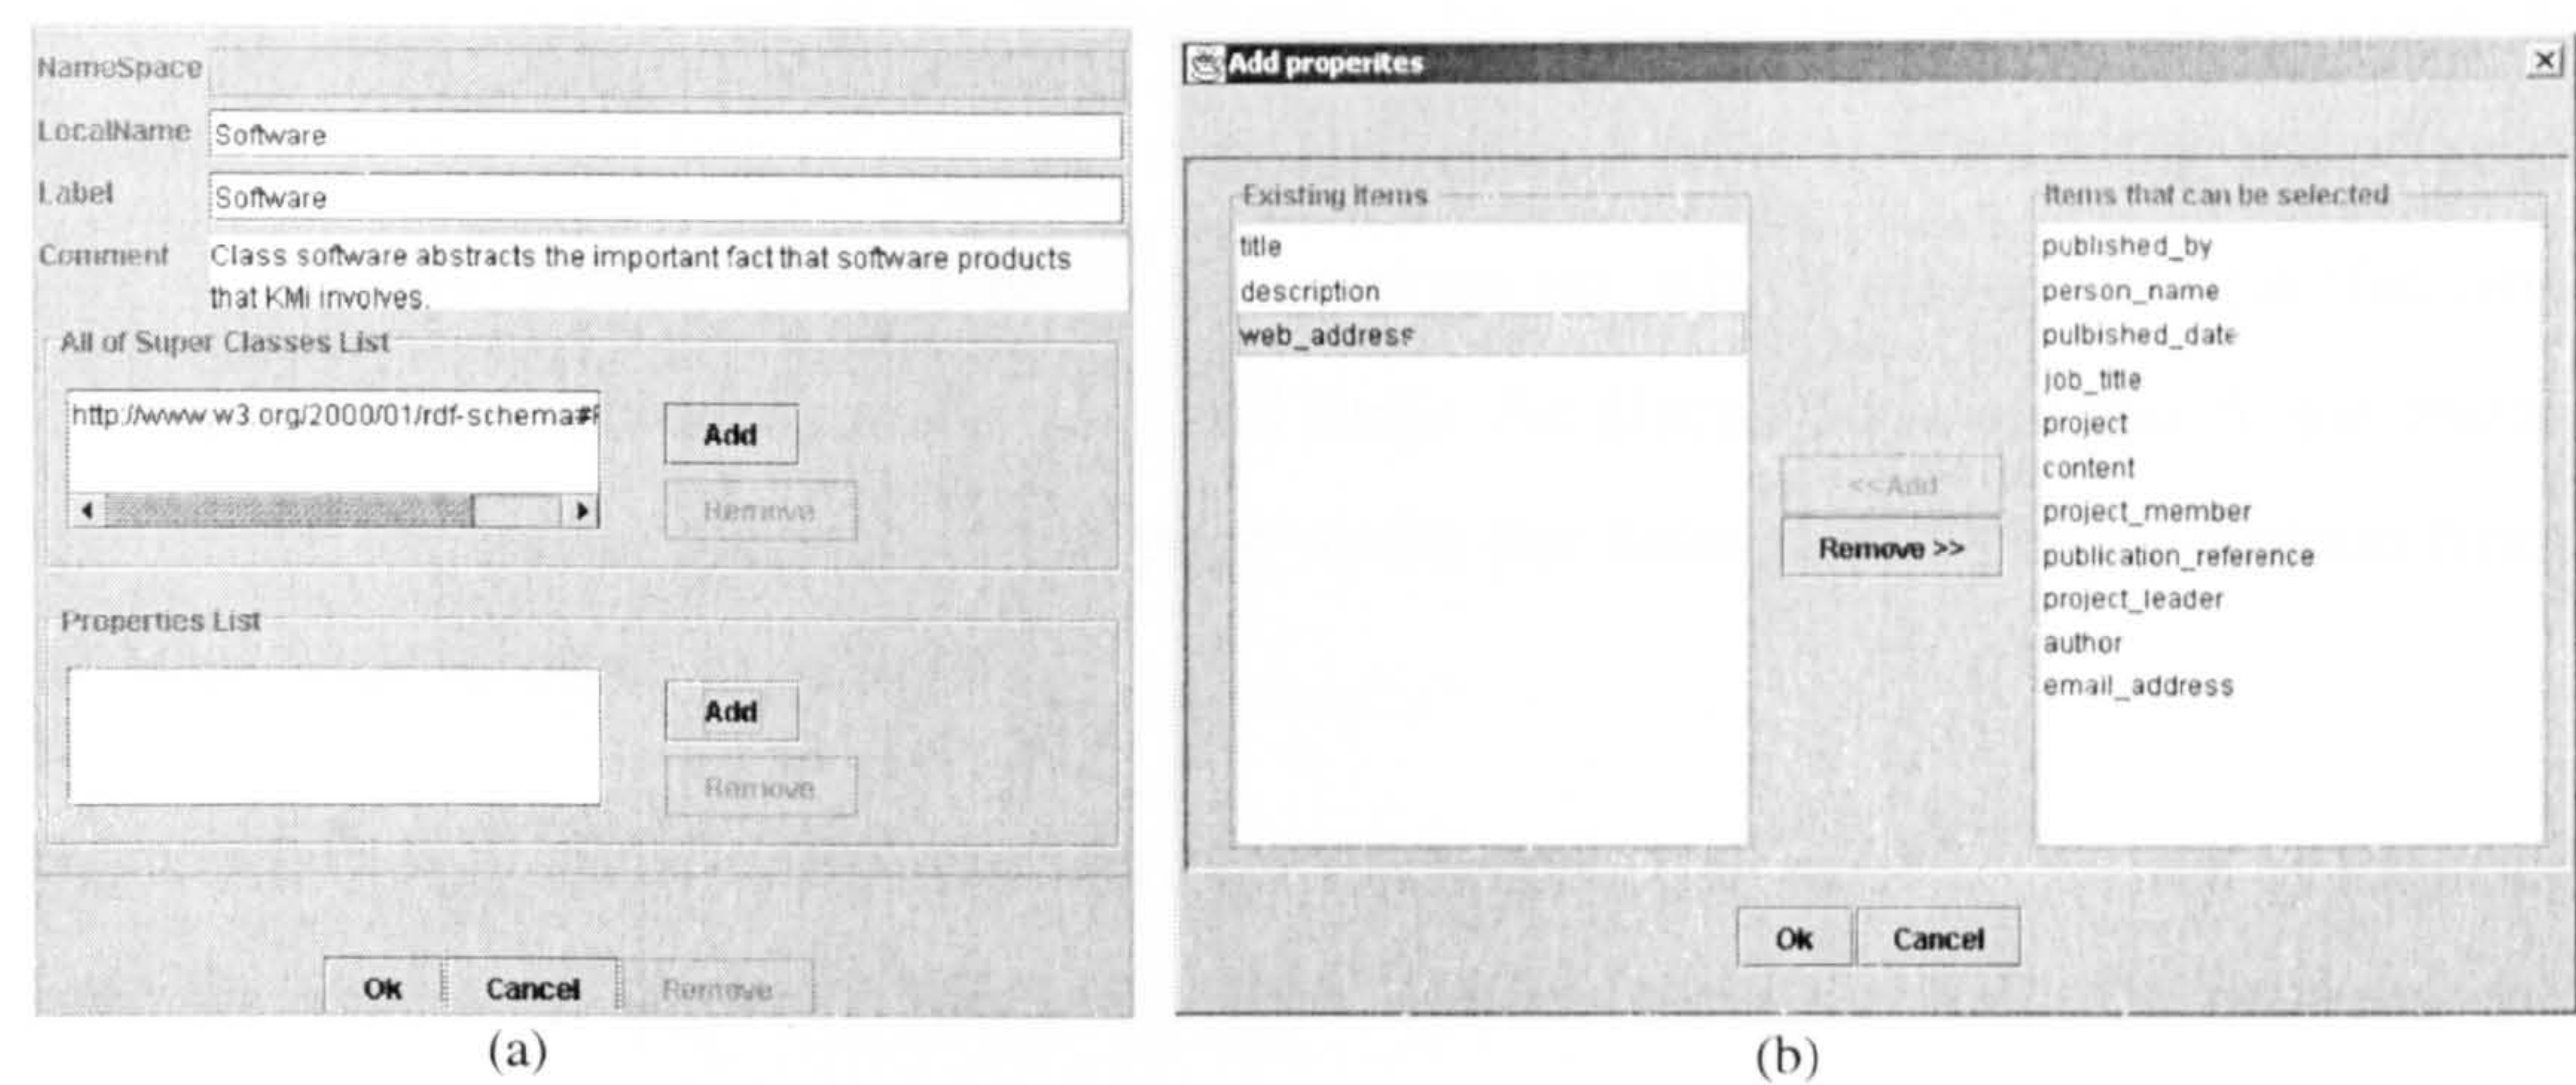 NameSpace
LocalName Software
Label Software
Comment Class software abstracts the important fact that software products
that KMi involves.
All of Super Classes List
http://www.w3.org/2000/01/rdf-schema#R
Add
Remove
Properties List
Add
Remove
Ok Cancel Remove
(a)
Add properites
Existing Items
title
description
web_address
<<Add
Remove >>
Items that can be selected
published_by
person_name
pulbished_date
job_title
project
content
project_member
publication_reference
project_leader
author
email_address
Ok Cancel
(b)